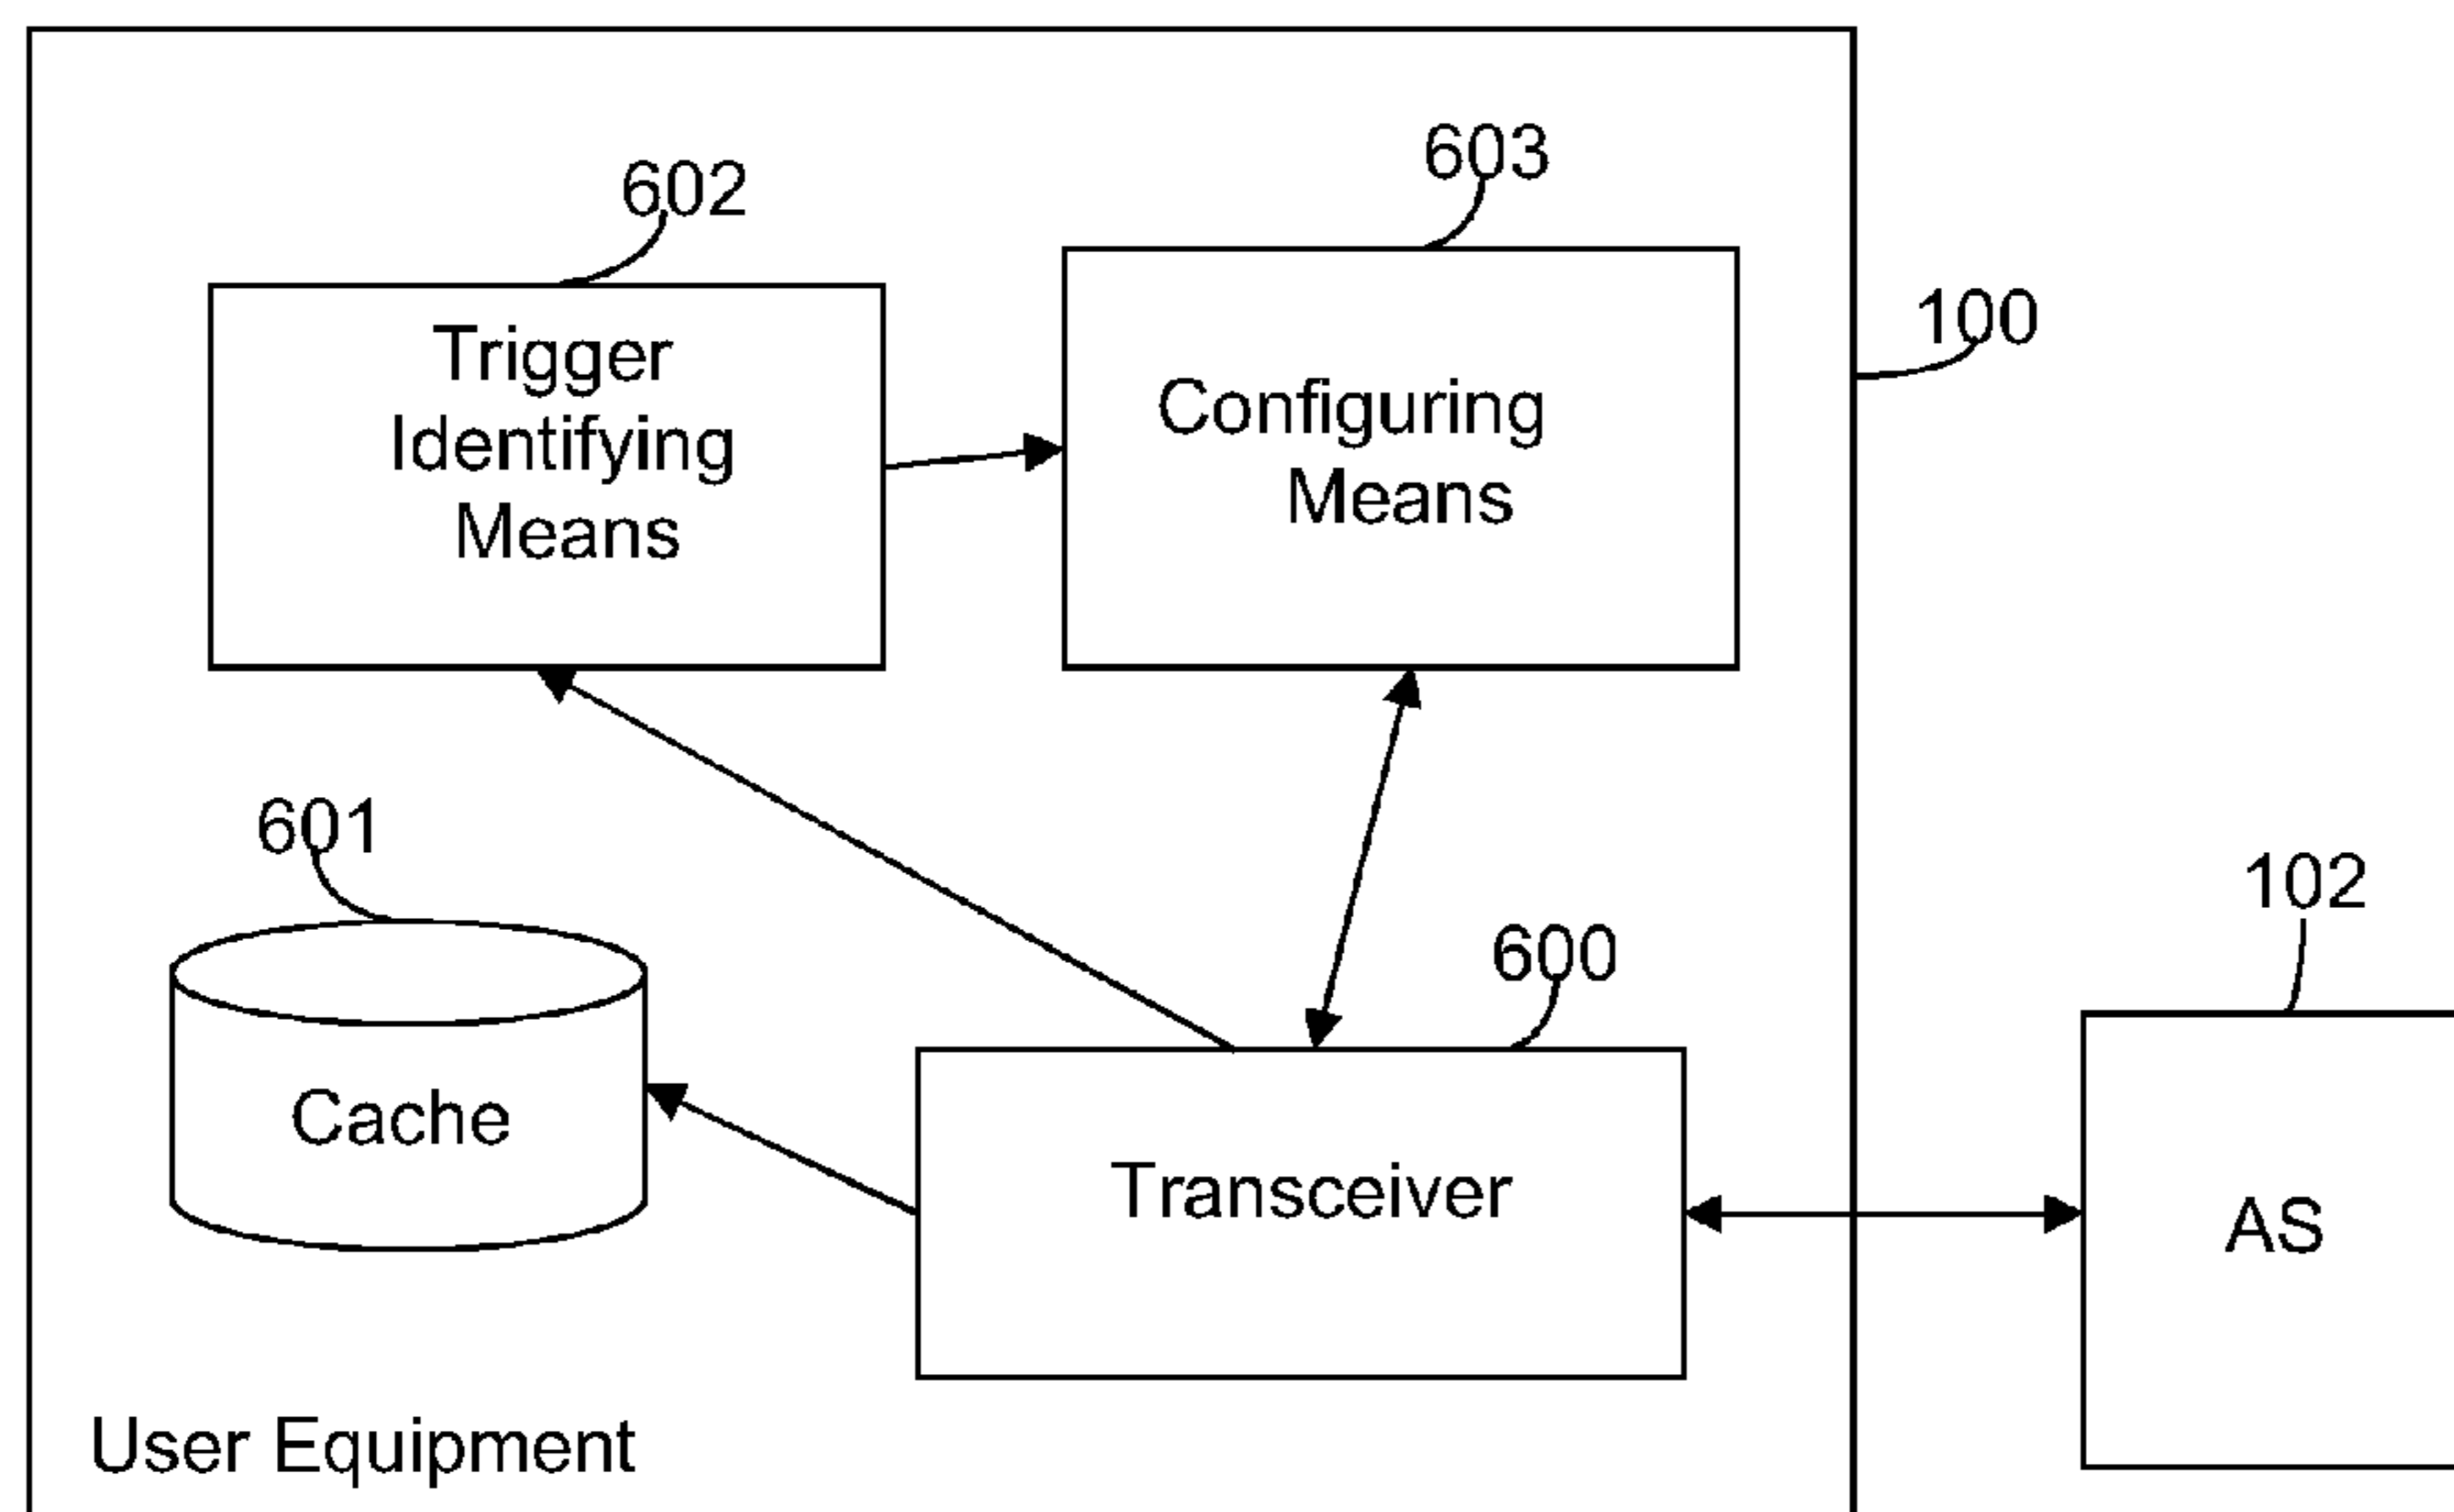 602
603
100
Trigger
Identifying
Means
Configuring
Means
601
600
102
Cache
Transceiver
AS
User Equipment